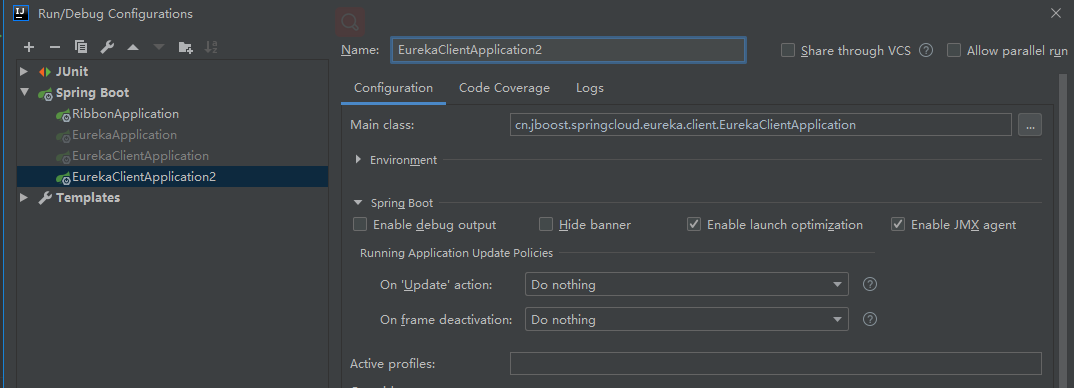 IJ Run/Debug Configurations
Name: EurekaClientApplication2
Share through VCS ? Allow parallel run
JUnit
Spring Boot
RibbonApplication
EurekaApplication
EurekaClientApplication
EurekaClientApplication2
Templates
Configuration Code Coverage Logs
Main class: cn.jboost.springcloud.eureka.client.EurekaClientApplication ...
Environment
Spring Boot
Enable debug output Hide banner Enable launch optimization Enable JMX agent
Running Application Update Policies
On 'Update' action: Do nothing ?
On frame deactivation: Do nothing ?
Active profiles: